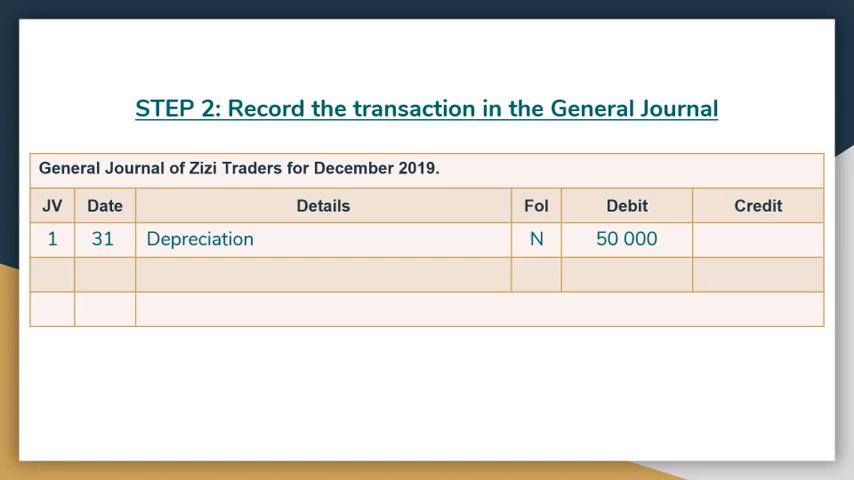 STEP 2: Record the transaction in the General Journal
General Journal of Zizi Traders for December 2019.
JV Date Details Fol Debit Credit
1 31 Depreciation N 50 000